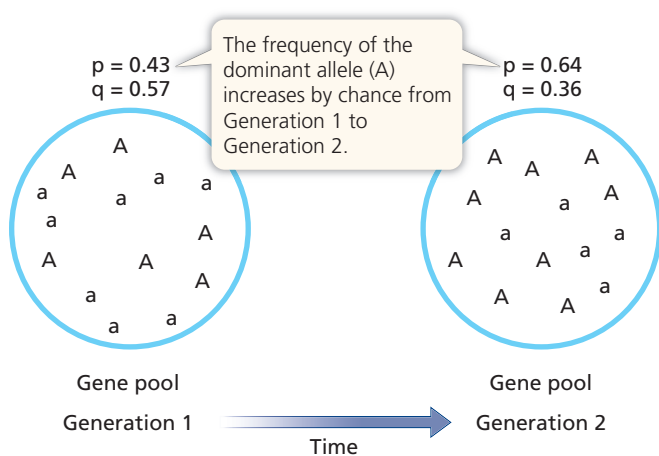 p = 0.43
q = 0.57
The frequency of the
dominant allele (A)
increases by chance from
Generation 1 to
Generation 2.
p = 0.64
q = 0.36
A
A
a
a
a
a
a
A
A
A
A
a
a
a
A
A
A
A
a
A
a
a
a
A
A
a
A
A
Gene pool
Generation 1
Time
Gene pool
Generation 2